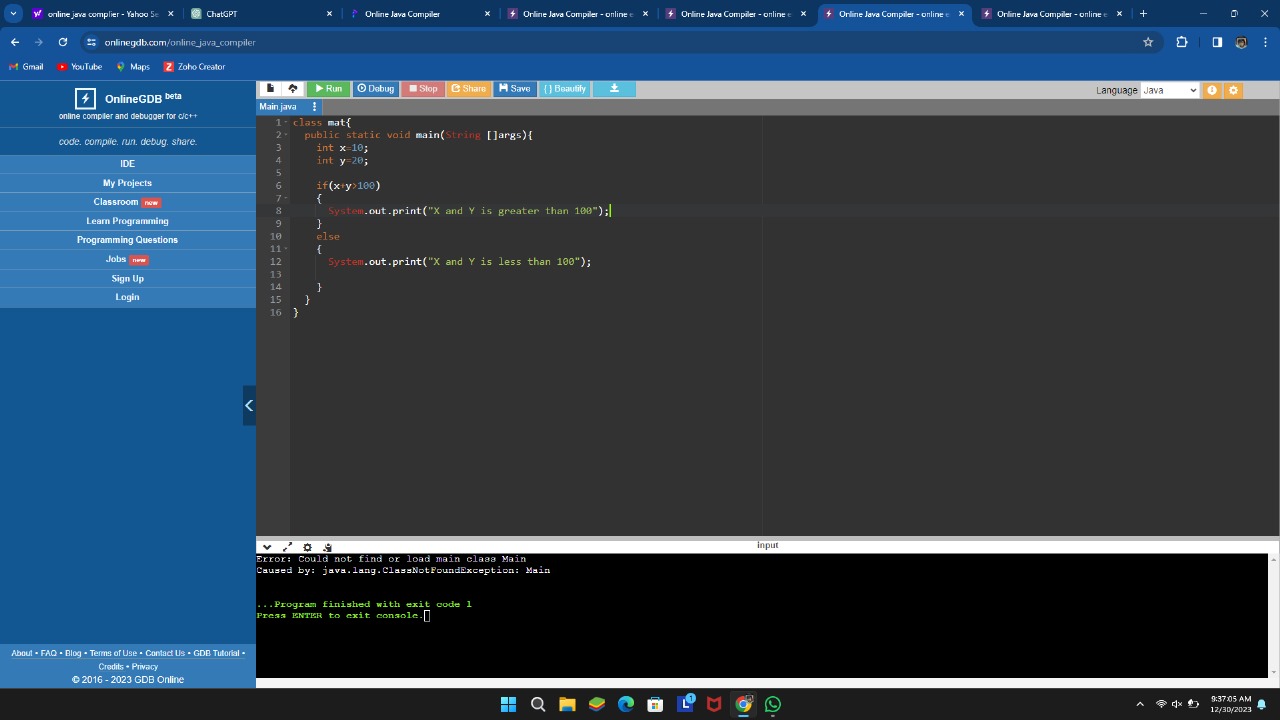 online java complier - Yahoo Se
ChatGPT
Online Java Compiler
Online Java Compiler - online e
Online Java Compiler - online e
Online Java Compiler - online e
Online Java Compiler - online e
onlinegdb.com/online_java_compiler
Gmail
YouTube
Maps
Zoho Creator
OnlineGDB beta
online compiler and debugger for c/c++
code. compile. run. debug. share.
IDE
My Projects
Classroom new
Learn Programming
Programming Questions
Jobs new
Sign Up
Login
About • FAQ • Blog • Terms of Use • Contact Us • GDB Tutorial •
Credits • Privacy
© 2016 - 2023 GDB Online
Run
Debug
Stop
Share
Save
{ } Beautify
Language
Java
Main.java
1 class mat{
2 public static void main(String []args){
3 int x=10;
4 int y=20;
5
6 if(x+y>100)
7 {
8 System.out.print("X and Y is greater than 100");
9 }
10 else
11 {
12 System.out.print("X and Y is less than 100");
13
14 }
15 }
16 }
input
Error: Could not find or load main class Main
Caused by: java.lang.ClassNotFoundException: Main
...Program finished with exit code 1
Press ENTER to exit console.
1
9:37:05 AM
12/30/2023